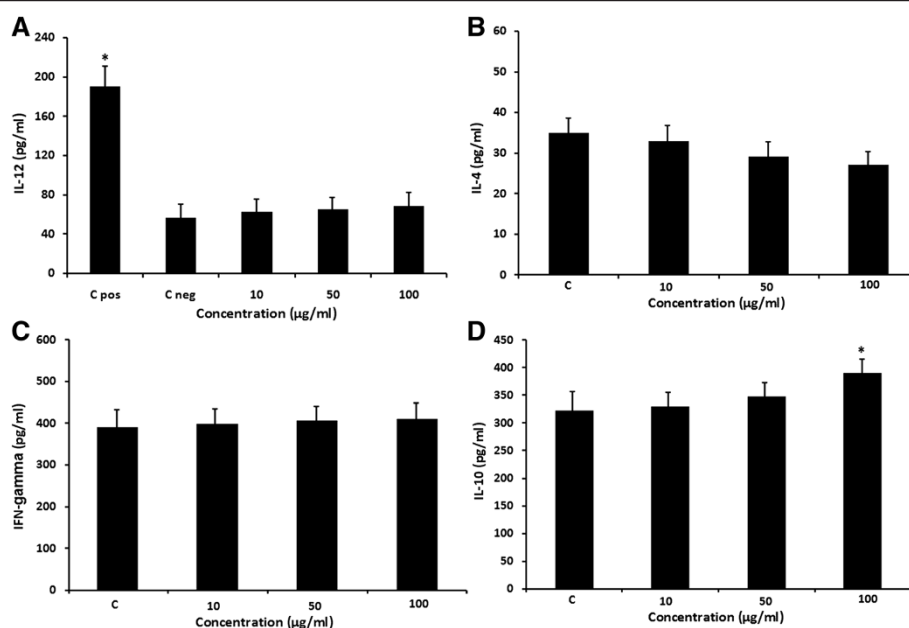 A
240
200
160
120
80
40
0
IL-12 (pg/ml)
*
C pos C neg 10 50 100
Concentration (µg/ml)
B
60
50
40
30
20
10
0
IL-4 (pg/ml)
C 10 50 100
Concentration (µg/ml)
C
600
500
400
300
200
100
0
IFN-gamma (pg/ml)
C 10 50 100
Concentration (µg/ml)
D
450
400
350
300
250
200
150
100
50
0
IL-10 (pg/ml)
*
C 10 50 100
Concentration (µg/ml)